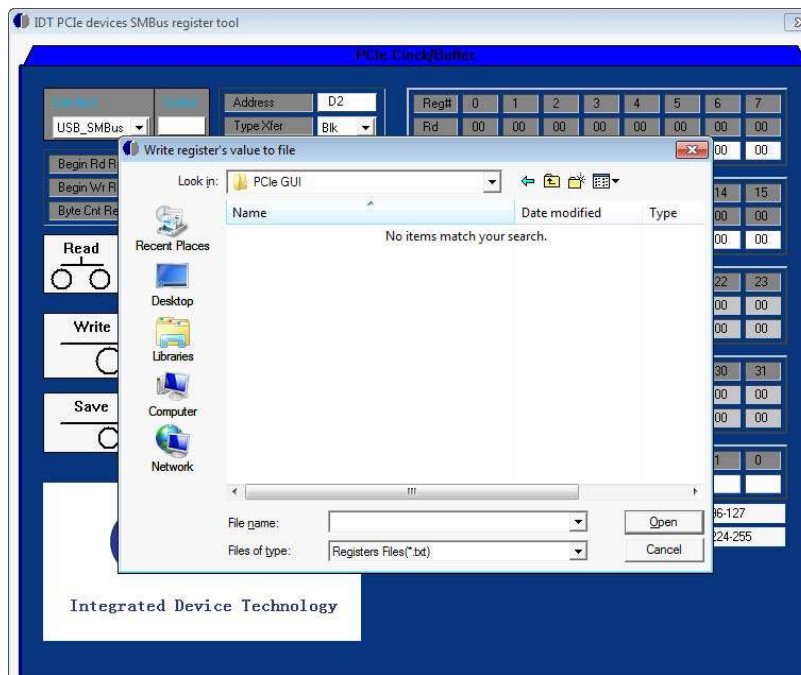 IDT PCIe devices SMBus register tool
PCIe Clock/Buffer
Address D2
Reg# 0 1 2 3 4 5 6 7
USB_SMBus
Type Xfer Blk
Rd 00 00 00 00 00 00 00 00
Write register's value to file
00 00
Begin Rd R
Look in: PCIe GUI
Begin Wr R
14 15
Byte Cnt Re
Name Date modified Type
00 00
No items match your search.
00 00
Read
Recent Places
22 23
Desktop
00 00
Write
00 00
Libraries
30 31
Computer
00 00
Save
00 00
Network
1 0
File name: Open
96-127
Files of type: Registers Files(*.txt) Cancel
224-255
Integrated Device Technology